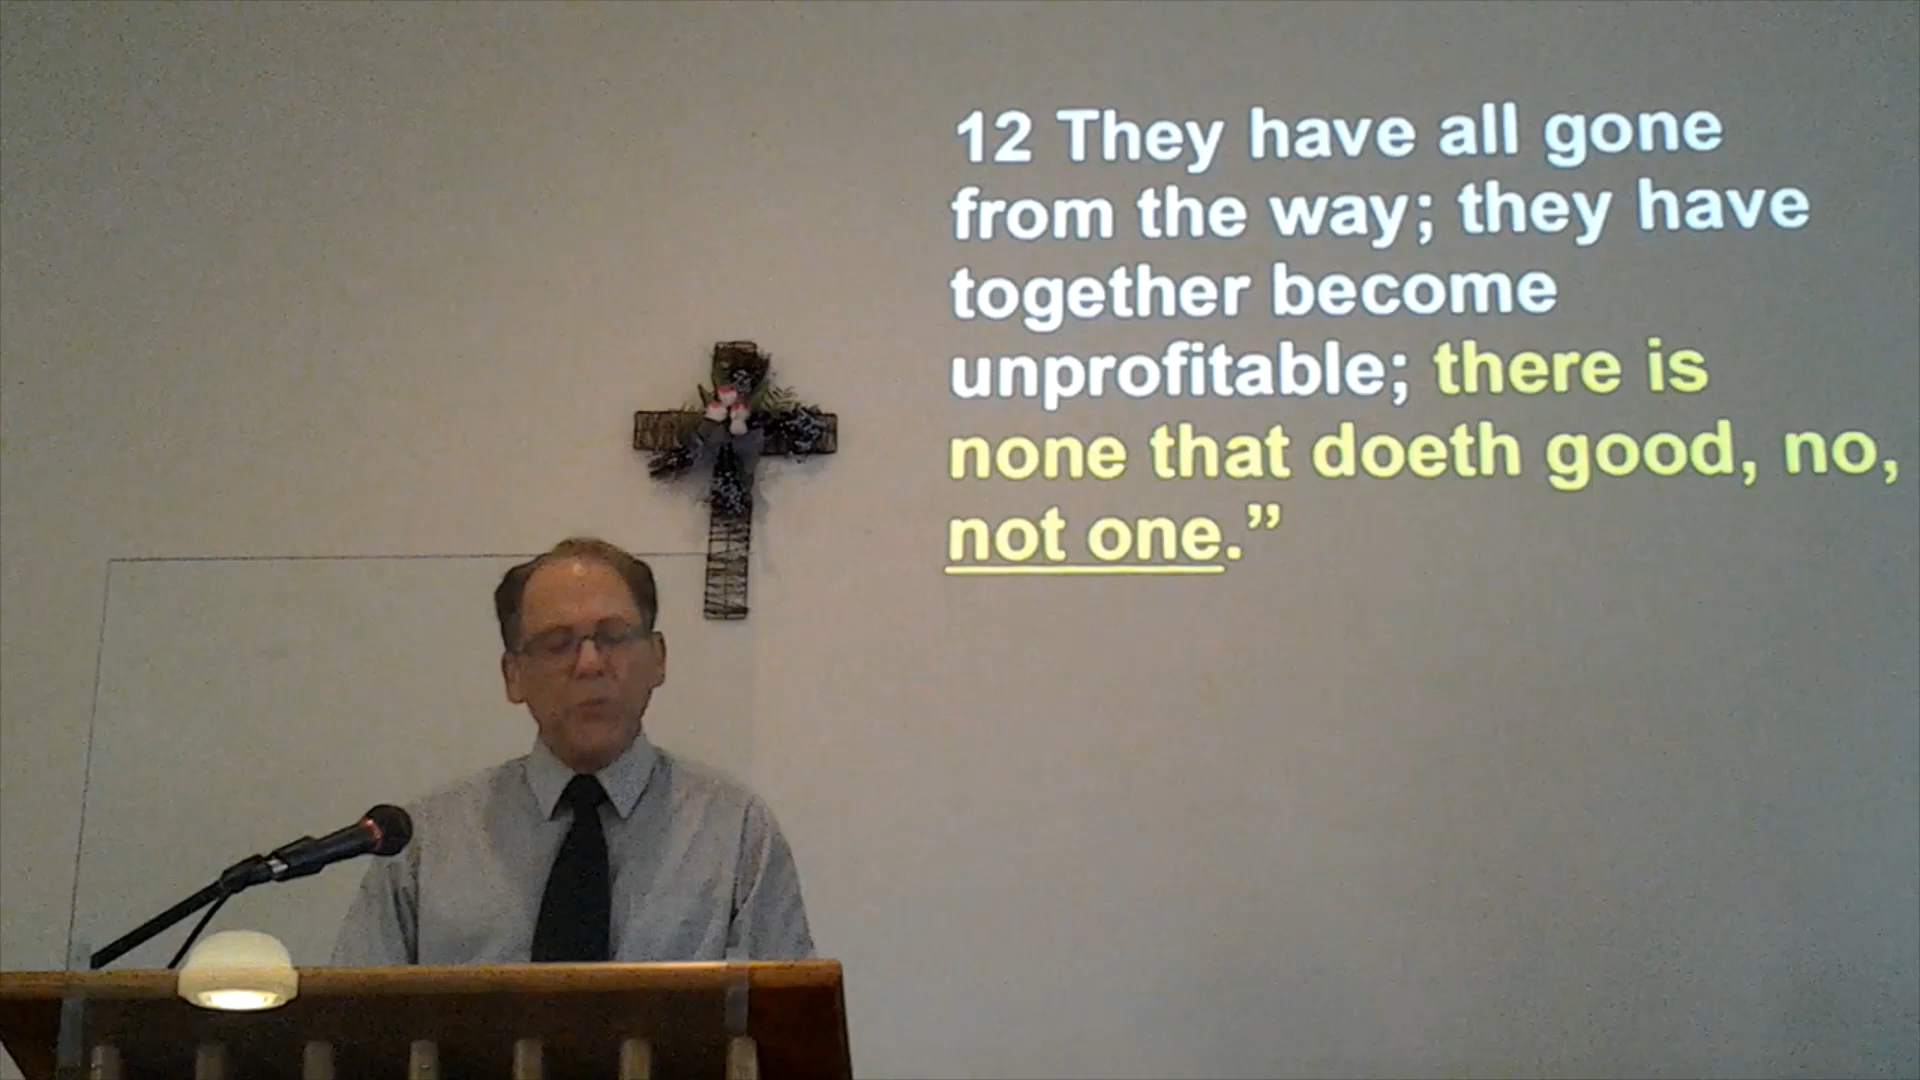 12 They have all gone
from the way; they have
together become
unprofitable; there is
none that doeth good, no,
not one.”